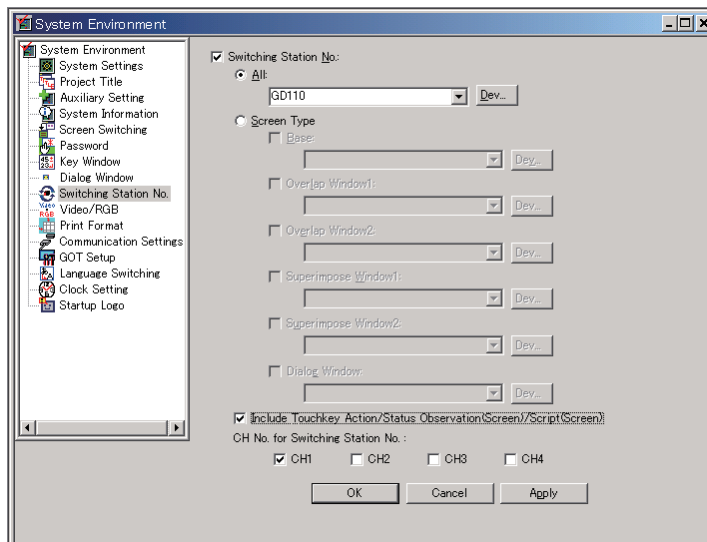 System Environment
System Environment
System Settings
Project Title
Auxiliary Setting
System Information
Screen Switching
Password
Key Window
Dialog Window
Switching Station No.
Video/RGB
Print Format
Communication Settings
GOT Setup
Language Switching
Clock Setting
Startup Logo
Switching Station No.:
All:
GD110 Dev...
Screen Type
Base:
Dev...
Overlap Window1:
Dev...
Overlap Window2:
Dev...
Superimpose Window1:
Dev...
Superimpose Window2:
Dev...
Dialog Window:
Dev...
Include Touchkey Action/Status Observation(Screen)/Script(Screen)
CH No. for Switching Station No. :
CH1 CH2 CH3 CH4
OK Cancel Apply